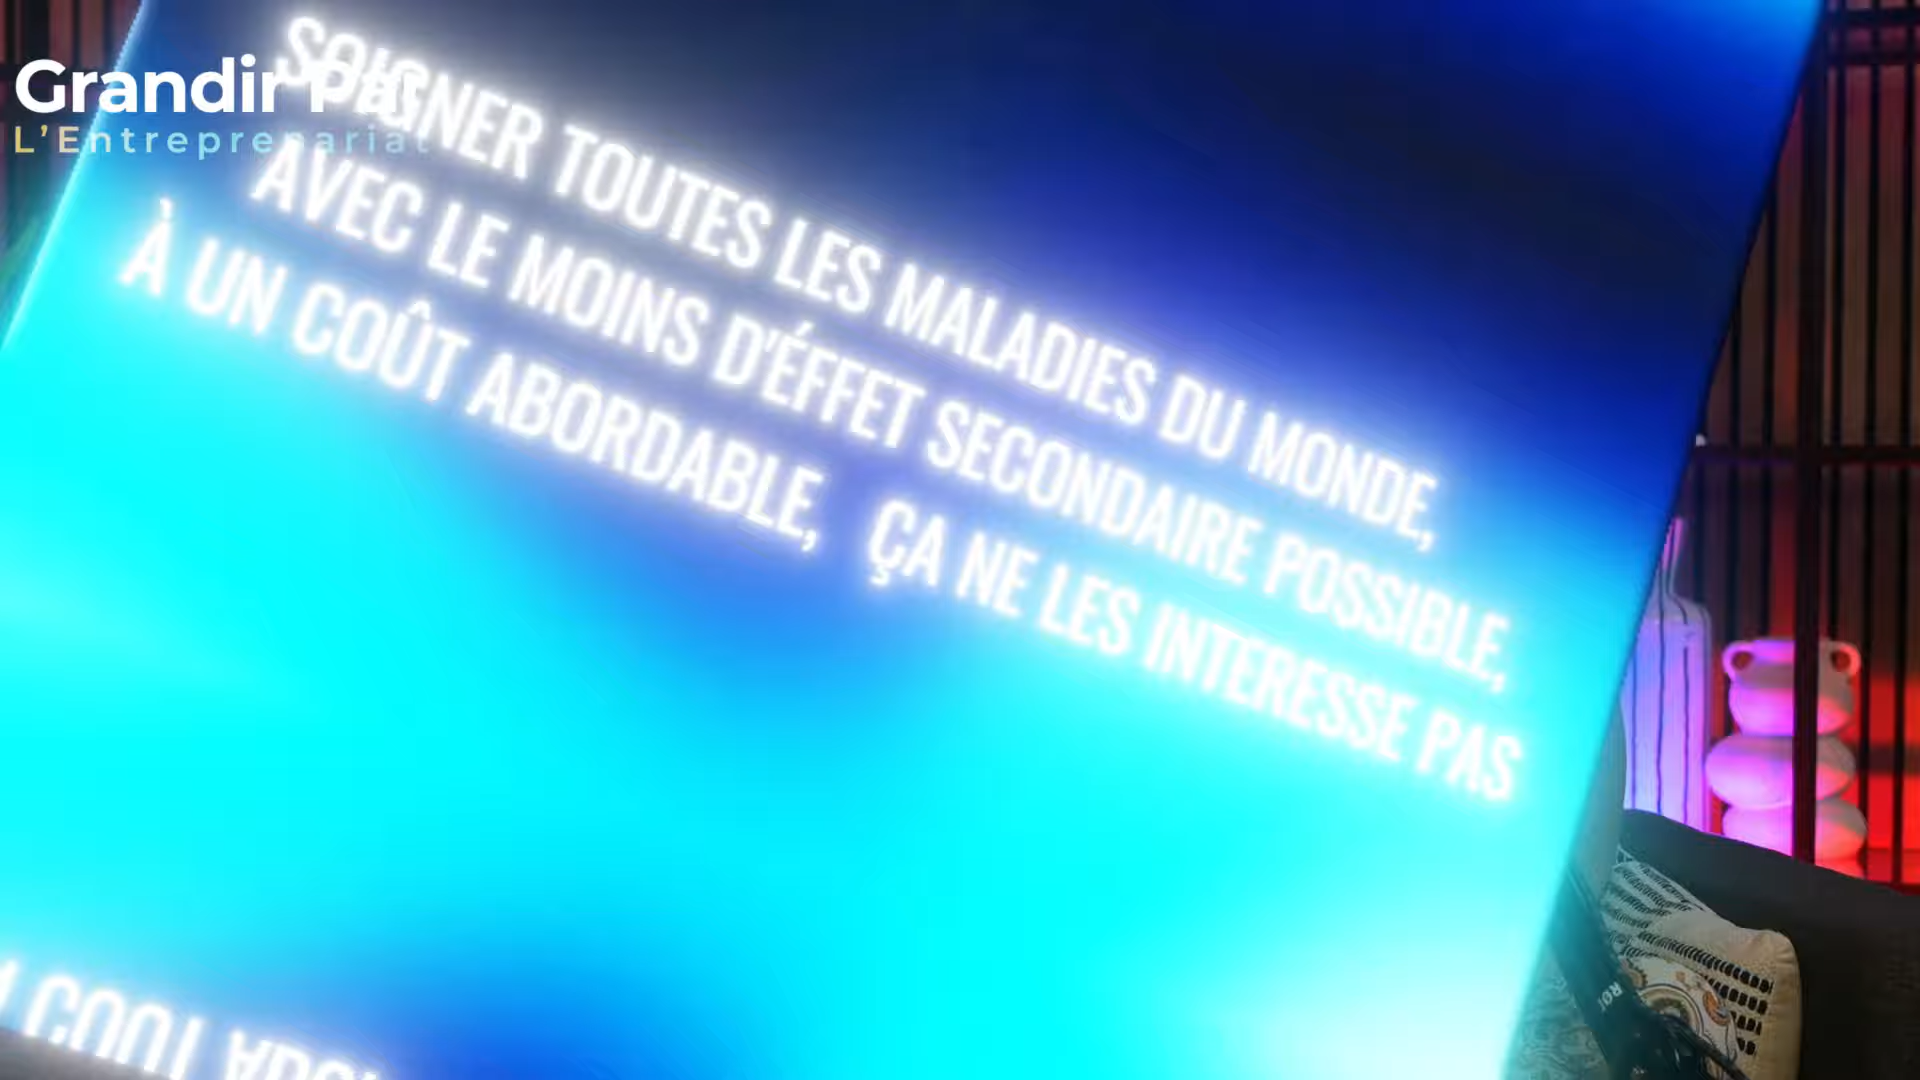 Grandir Par
L'Entreprenariat
SOIGNER TOUTES LES MALADIES DU MONDE,
AVEC LE MOINS D'ÉFFET SECONDAIRE POSSIBLE,
À UN COÛT ABORDABLE, ÇA NE LES INTERESSE PAS